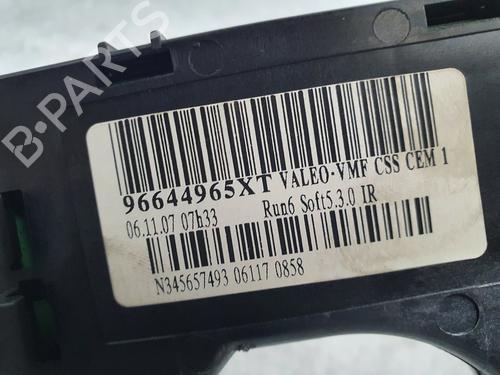 B-PARTS
96644965XT VALEO-VMF CSS CEM 1
06.11.07 07h33 Run6 Soft5.3.0 IR
N345657493 06117 0858